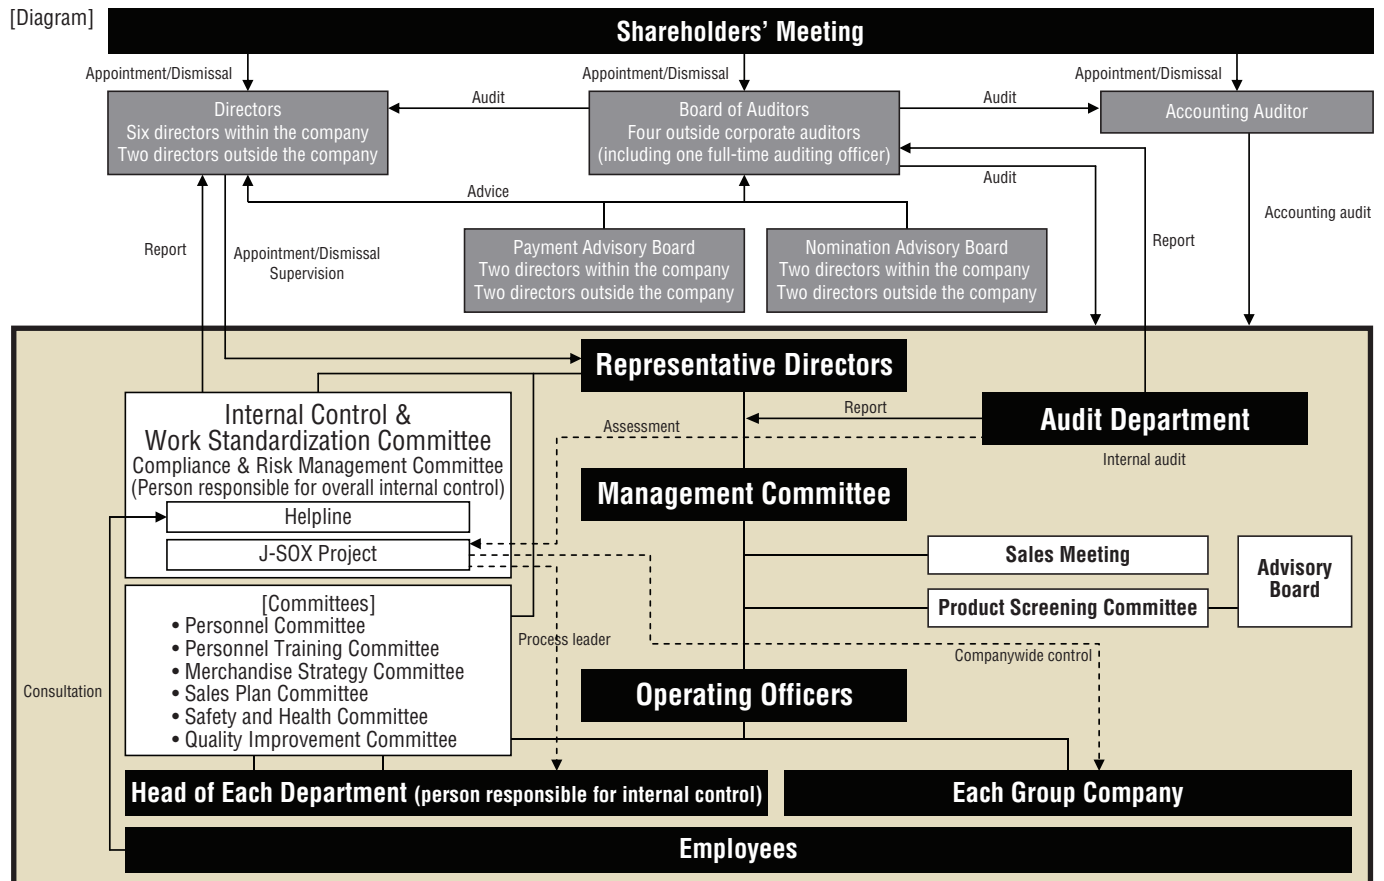 [Diagram]
Shareholders’ Meeting
Appointment/Dismissal
Appointment/Dismissal
Appointment/Dismissal
Directors
Six directors within the company
Two directors outside the company
Audit
Board of Auditors
Four outside corporate auditors
(including one full-time auditing officer)
Audit
Accounting Auditor
Audit
Advice
Accounting audit
Report
Appointment/Dismissal
Supervision
Payment Advisory Board
Two directors within the company
Two directors outside the company
Nomination Advisory Board
Two directors within the company
Two directors outside the company
Report
Representative Directors
Internal Control &
Work Standardization Committee
Compliance & Risk Management Committee
(Person responsible for overall internal control)
Helpline
J-SOX Project
Report
Assessment
Audit Department
Internal audit
Management Committee
Sales Meeting
Product Screening Committee
Advisory
Board
[Committees]
• Personnel Committee
• Personnel Training Committee
• Merchandise Strategy Committee
• Sales Plan Committee
• Safety and Health Committee
• Quality Improvement Committee
Process leader
Companywide control
Consultation
Operating Officers
Head of Each Department (person responsible for internal control)
Each Group Company
Employees